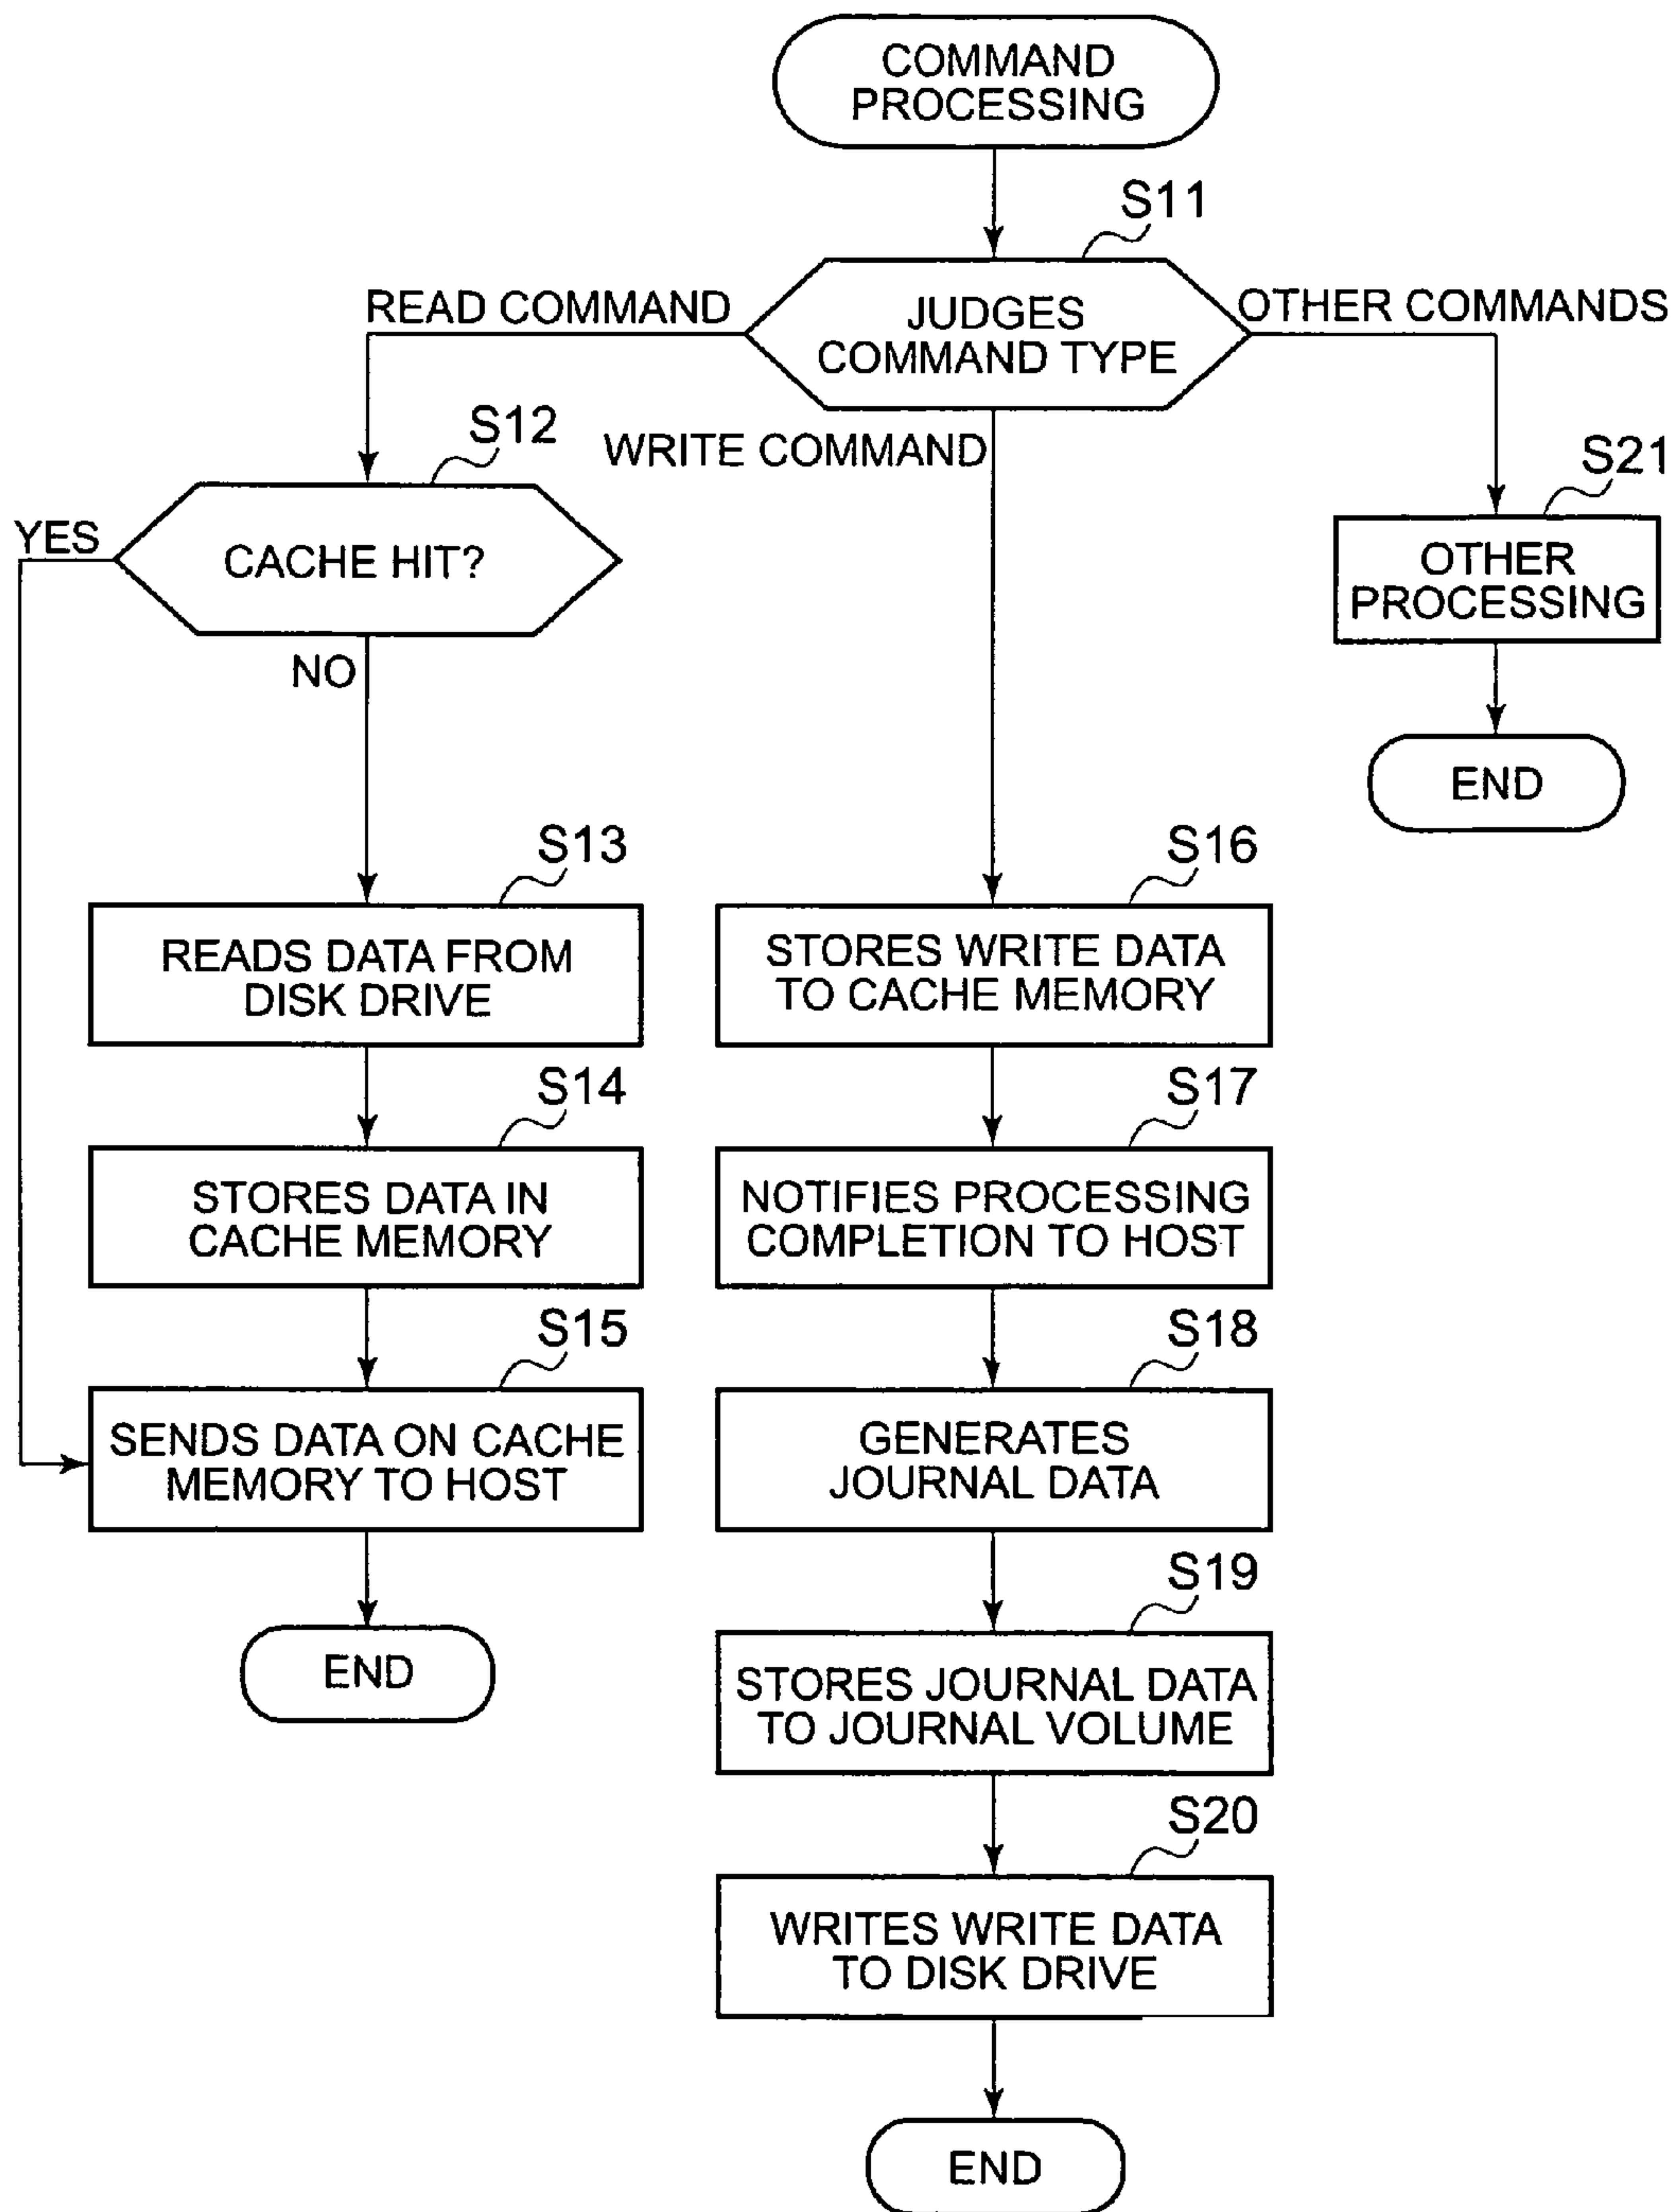 COMMAND
PROCESSING
S11
JUDGES
COMMAND TYPE
READ COMMAND
OTHER COMMANDS
WRITE COMMAND
S12
CACHE HIT?
YES
NO
S21
OTHER
PROCESSING
END
S13
READS DATA FROM
DISK DRIVE
S14
STORES DATA IN
CACHE MEMORY
S15
SENDS DATA ON CACHE
MEMORY TO HOST
END
S16
STORES WRITE DATA
TO CACHE MEMORY
S17
NOTIFIES PROCESSING
COMPLETION TO HOST
S18
GENERATES
JOURNAL DATA
S19
STORES JOURNAL DATA
TO JOURNAL VOLUME
S20
WRITES WRITE DATA
TO DISK DRIVE
END